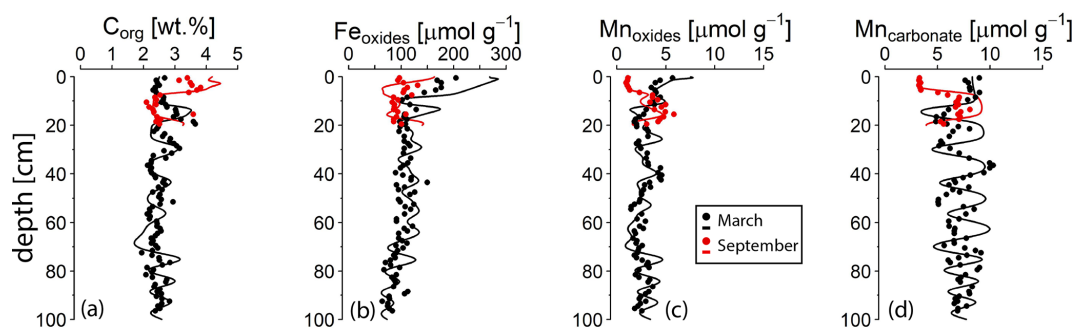 C_org [wt.%]
Fe_oxides [μmol g⁻¹]
Mn_oxides [μmol g⁻¹]
Mn_carbonate [μmol g⁻¹]
0 1 2 3 4 5
0 100 200 300
0 5 10 15
0 5 10 15
depth [cm]
0
20
40
60
80
100
(a)
0
20
40
60
80
100
(b)
0
20
40
60
80
100
(c)
March
September
0
20
40
60
80
100
(d)